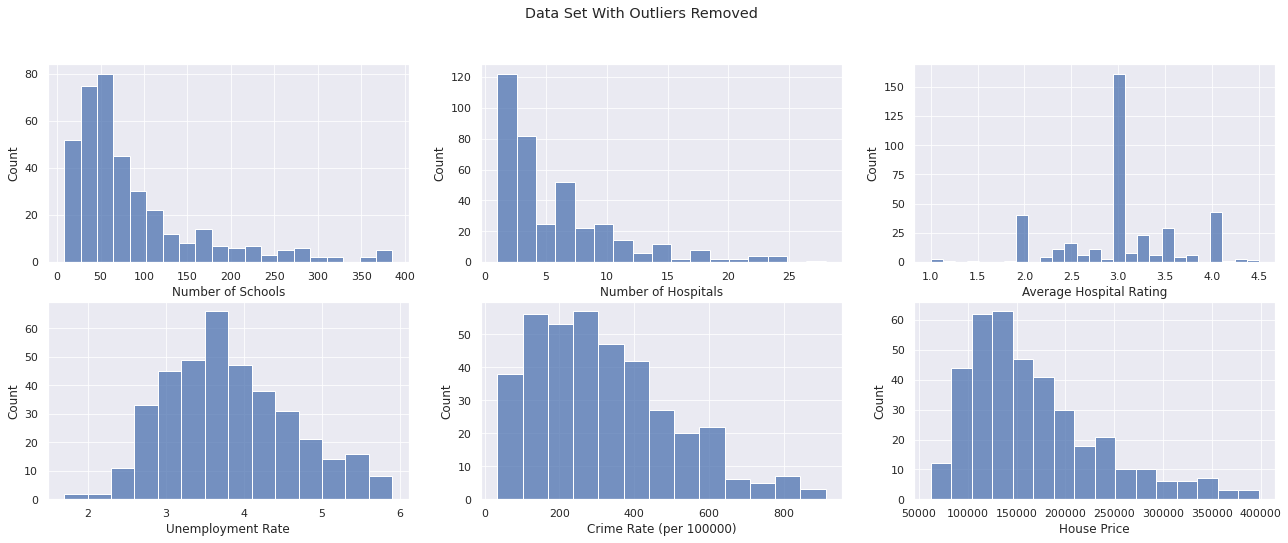 Data Set With Outliers Removed
80
60
40
20
0
Count
0 50 100 150 200 250 300 350 400
Number of Schools
120
100
80
60
40
20
0
Count
0 5 10 15 20 25
Number of Hospitals
150
125
100
75
50
25
0
Count
1.0 1.5 2.0 2.5 3.0 3.5 4.0 4.5
Average Hospital Rating
60
50
40
30
20
10
0
Count
2 3 4 5 6
Unemployment Rate
50
40
30
20
10
0
Count
0 200 400 600 800
Crime Rate (per 100000)
60
50
40
30
20
10
0
Count
50000 100000 150000 200000 250000 300000 350000 400000
House Price